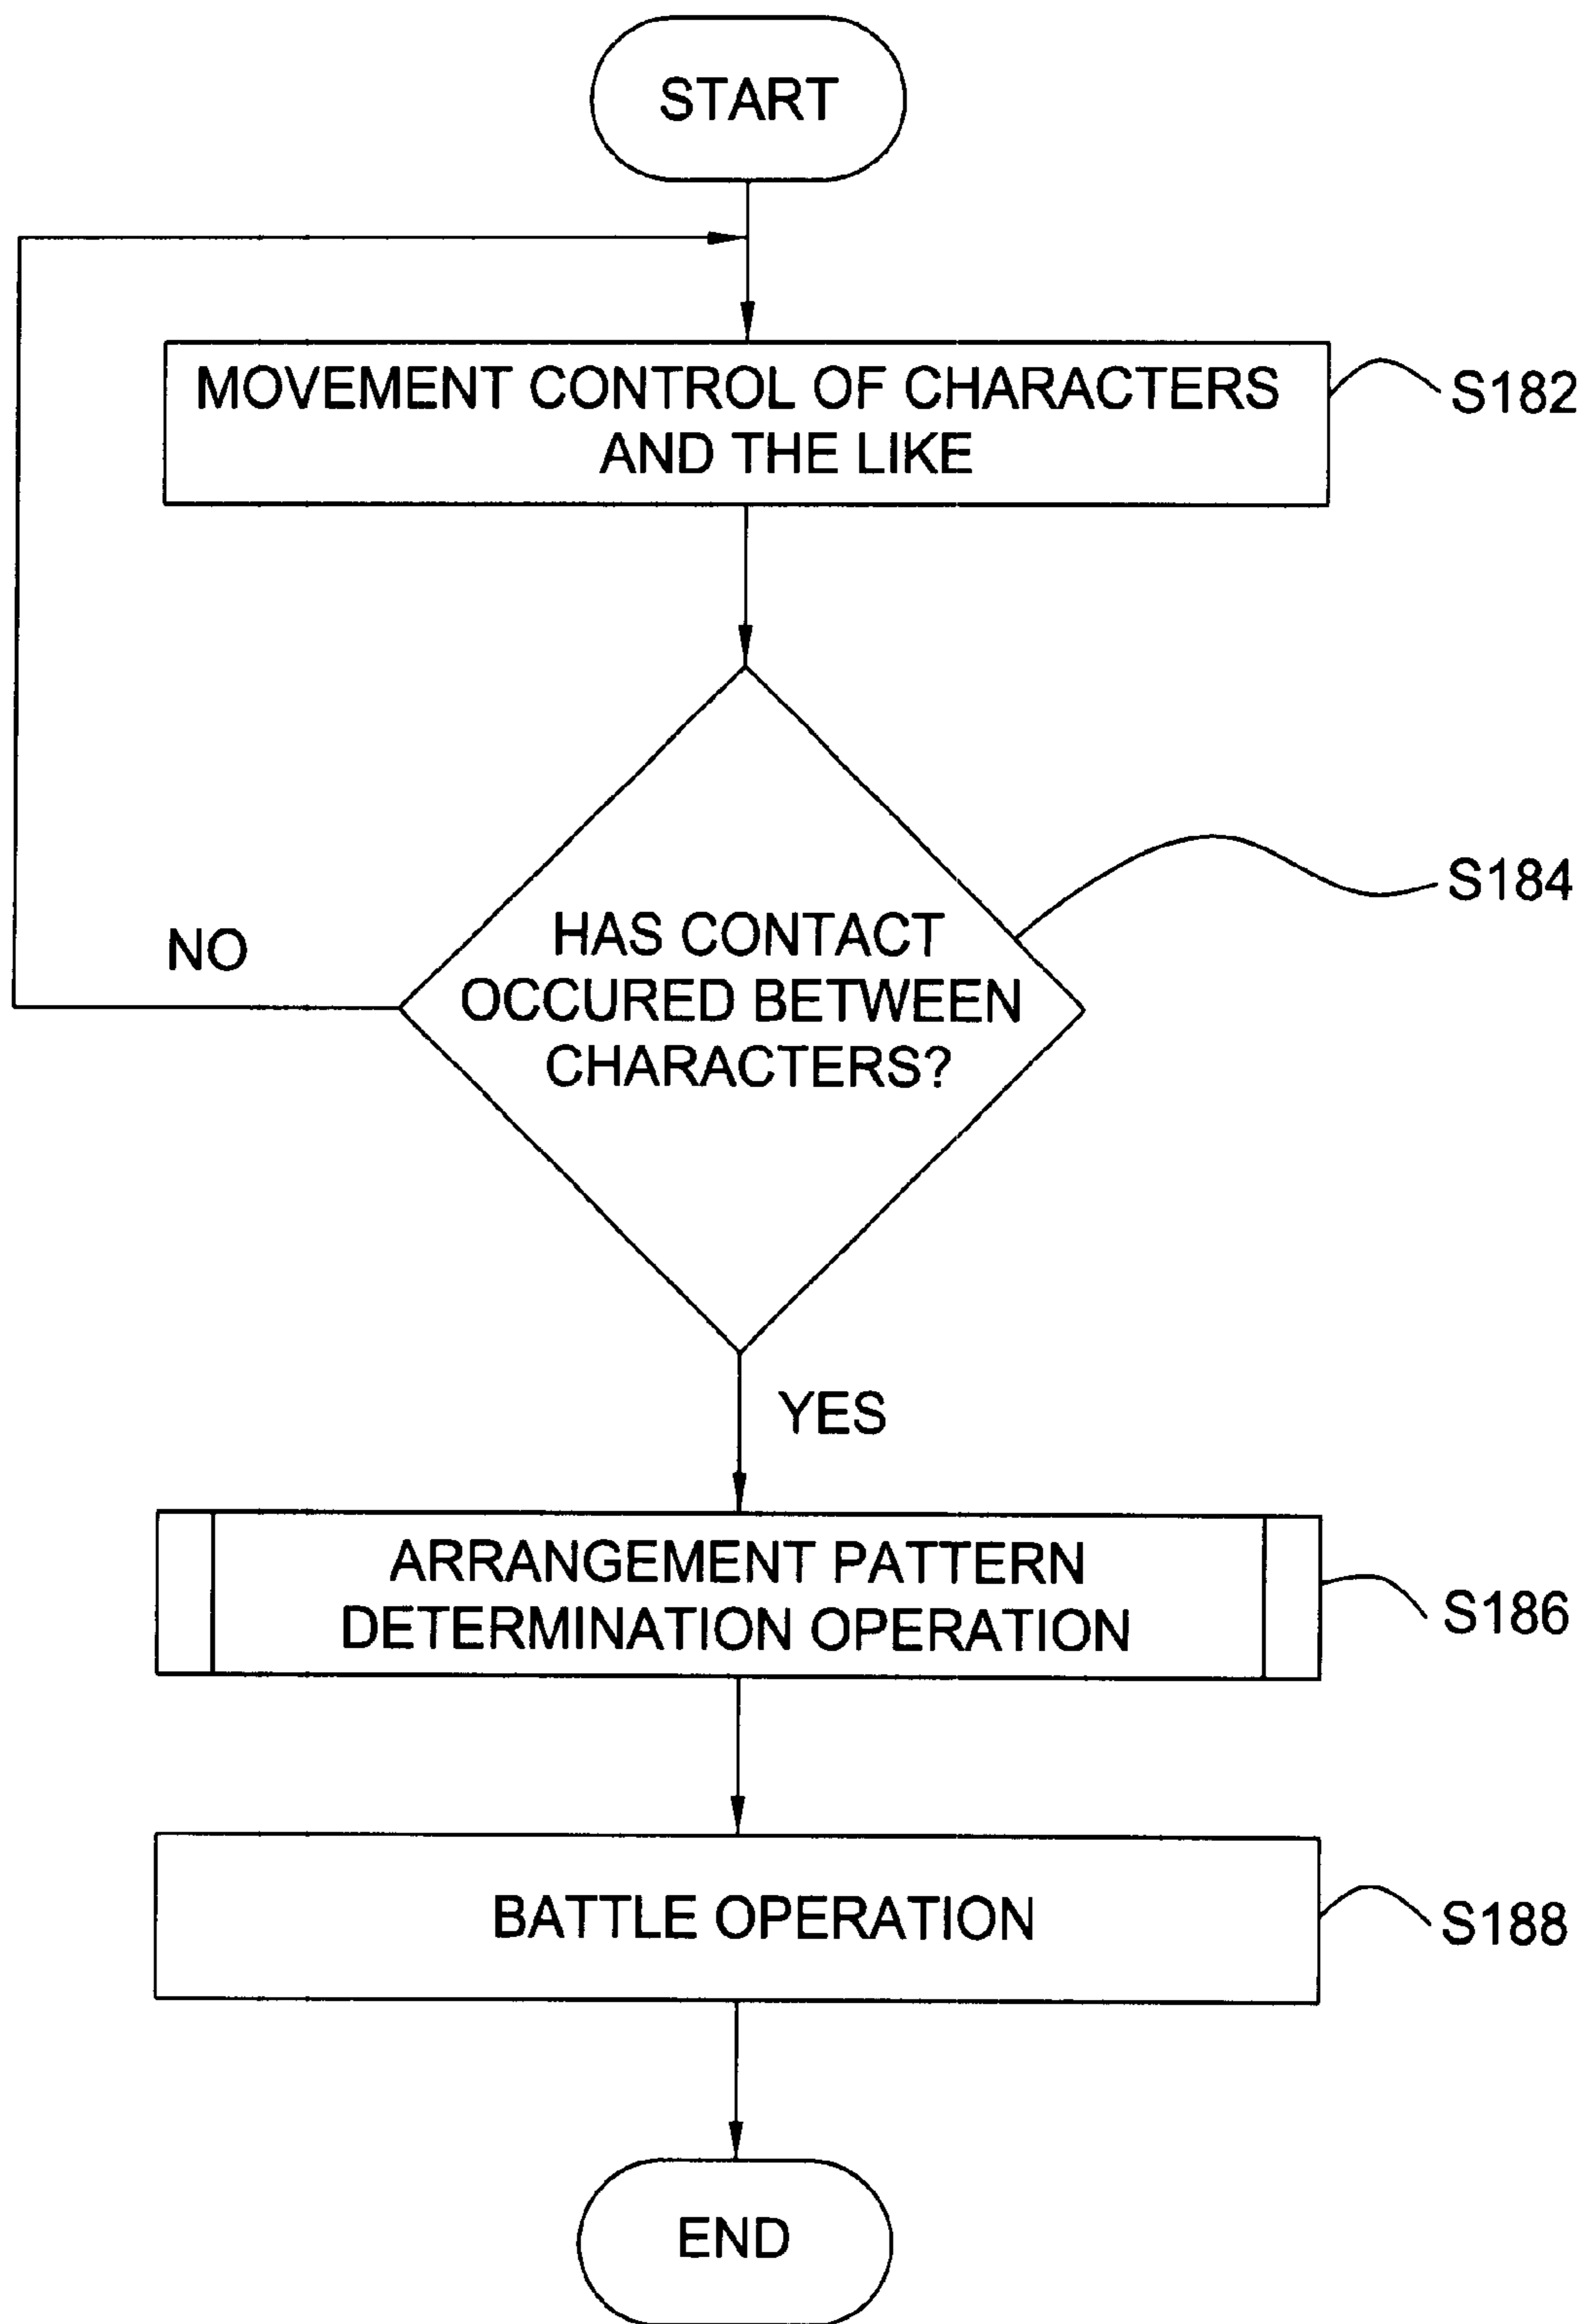 START
MOVEMENT CONTROL OF CHARACTERS
AND THE LIKE
S182
HAS CONTACT
OCCURED BETWEEN
CHARACTERS?
S184
NO
YES
ARRANGEMENT PATTERN
DETERMINATION OPERATION
S186
BATTLE OPERATION
S188
END